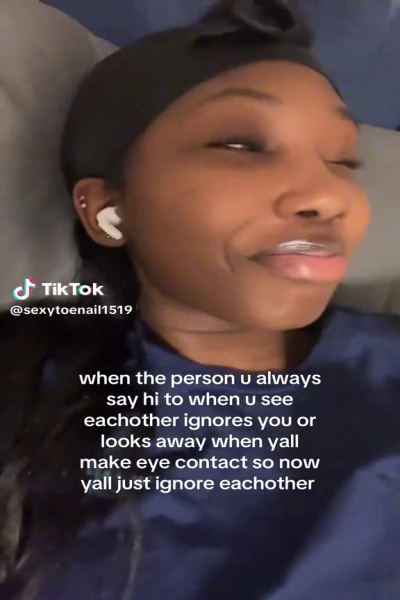 TikTok
@sexytoenail1519
when the person u always
say hi to when u see
eachother ignores you or
looks away when yall
make eye contact so now
yall just ignore eachother